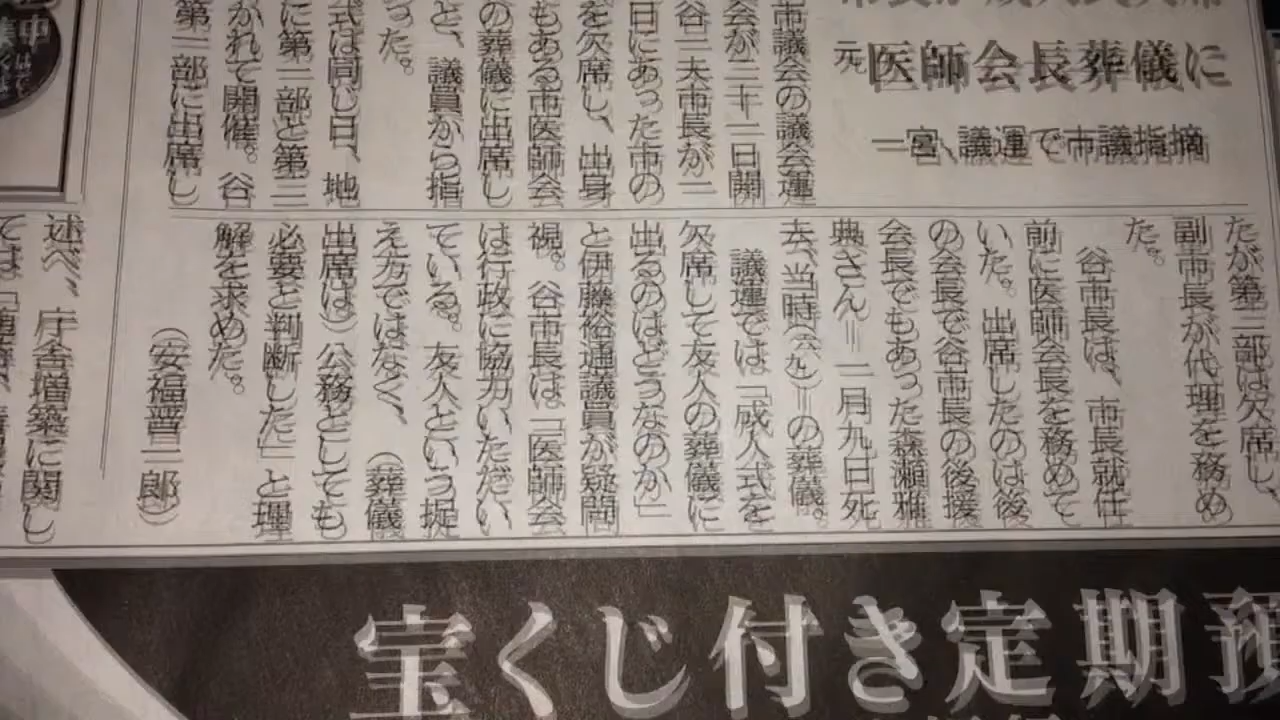 元医師会長葬儀に
一宮、議運で市議指摘
市議会の議会運
会が二十二日開
谷一夫市長が一
日にあった市の
を欠席し、出身
もある市医師会
の葬儀に出席し
と、議員から指
った。
式は同じ日、地
に第一部と第二
かれて開催。谷
第一部に出席し
たが第二部は欠席し、
副市長が代理を務め
た。
谷市長は、市長就任
前に医師会長を務めて
いた。出席したのは後
の会長で谷市長の後援
会長でもあった森瀬雅
典さん=一月九日死
去、当時(六九)=の葬儀。
議運では「成人式を
欠席して友人の葬儀に
出るのはどうなのか」
と伊藤裕通議員が疑問
視。谷市長は「医師会
は行政に協力いただい
ている。友人という捉
え方ではなく、(葬儀
出席は)公務としても
必要と判断した」と理
解を求めた。
(安福晋一郎)
述べ、庁舎増築に関し
宝くじ付き定期預